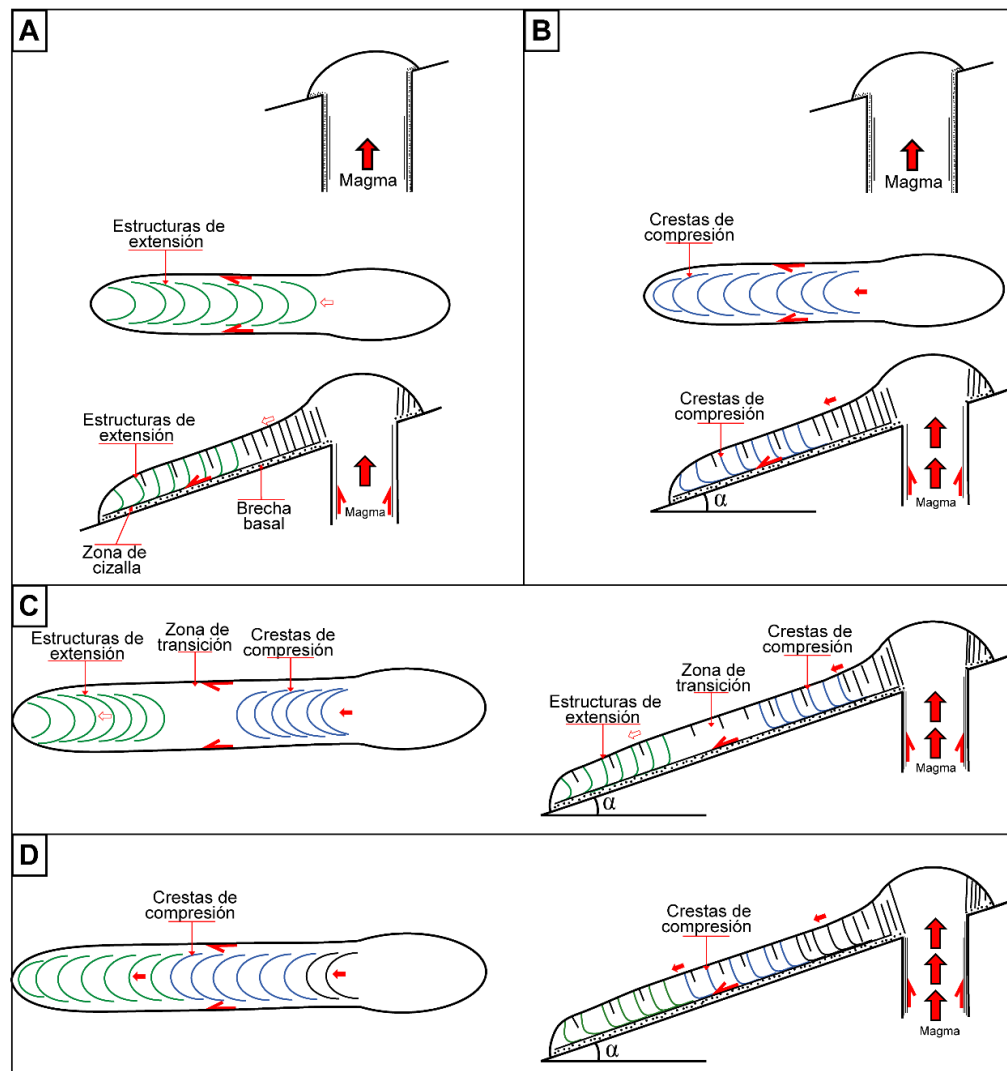 A
Magma
Estructuras de
extensión
Estructuras de
extensión
Brecha
basal
Magma
Zona de
cizalla
B
Magma
Crestas de
compresión
Crestas de
compresión
α
Magma
C
Estructuras de
extensión
Zona de
transición
Crestas de
compresión
Crestas de
compresión
Zona de
transición
Estructuras de
extensión
Magma
α
D
Crestas de
compresión
Crestas de
compresión
Magma
α